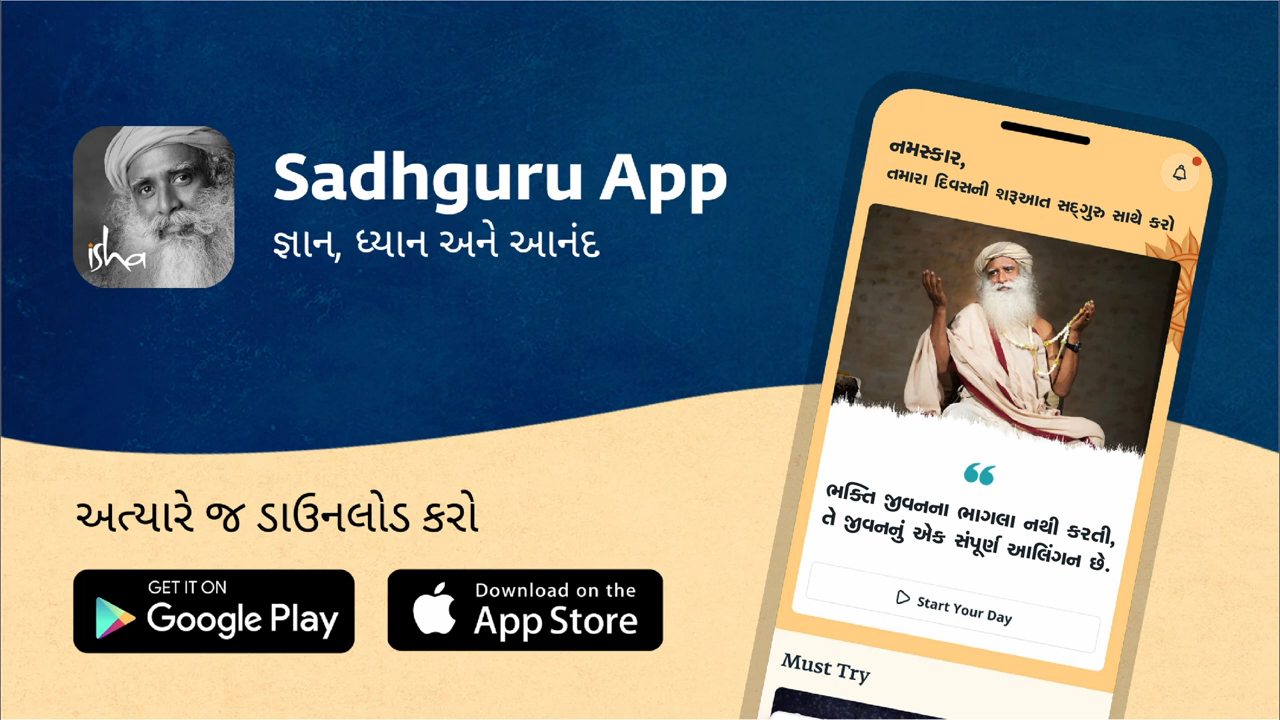 isha
Sadhguru App
જ્ઞાન, ધ્યાન અને આનંદ
અત્યારે જ ડાઉનલોડ કરો
GET IT ON
Google Play
Download on the
App Store
નમસ્કાર,
તમારા દિવસની શરૂઆત સદ્‌ગુરુ સાથે કરો
“
ભક્તિ જીવનના ભાગલા નથી કરતી,
તે જીવનનું એક સંપૂર્ણ આલિંગન છે.
Start Your Day
Must Try